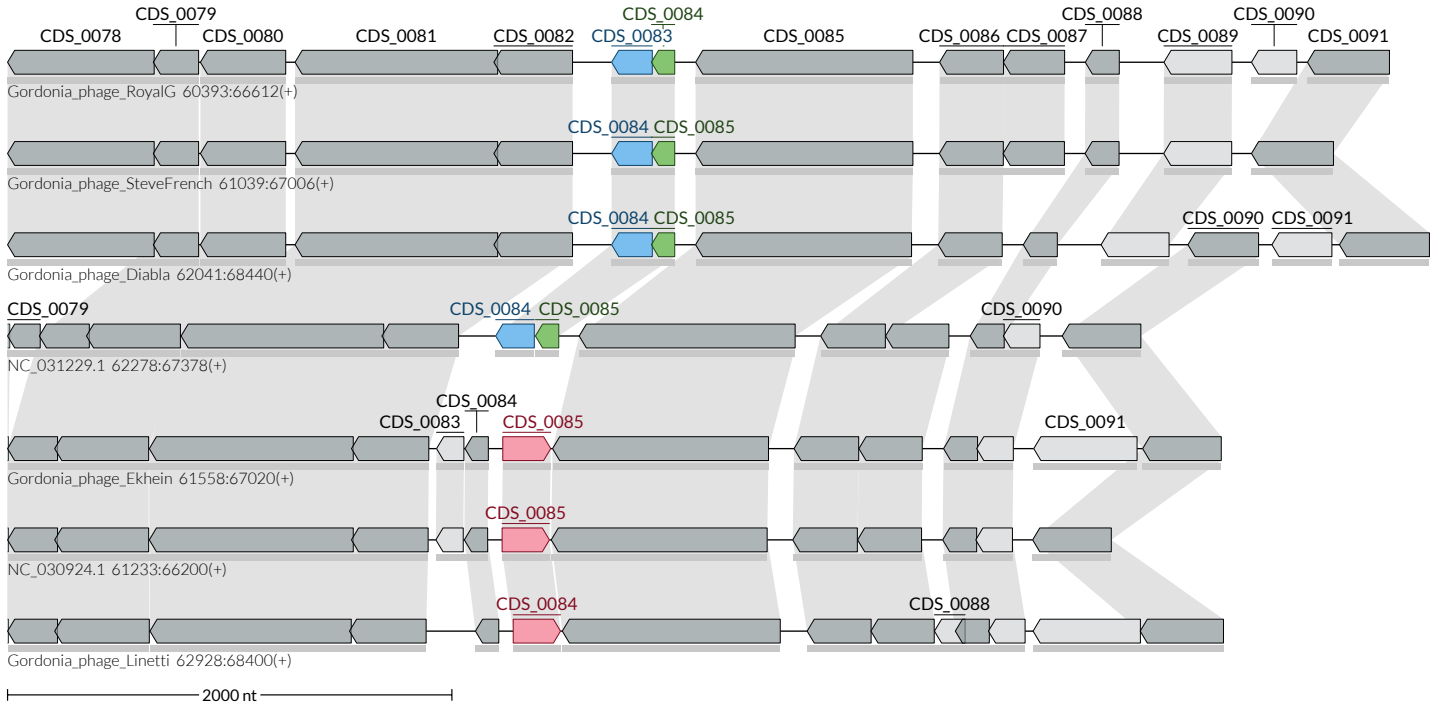 CDS_0079 CDS_0084 CDS_0088 CDS_0090
CDS_0078 CDS_0080 CDS_0081 CDS_0082 CDS_0083 CDS_0085 CDS_0086 CDS_0087 CDS_0089 CDS_0091
Gordonia_phage_RoyalG 60393:66612(+)
CDS_0084 CDS_0085
Gordonia_phage_SteveFrench 61039:67006(+)
CDS_0084 CDS_0085 CDS_0090 CDS_0091
Gordonia_phage_Diabla 62041:68440(+)
CDS_0079 CDS_0084 CDS_0085 CDS_0090
NC_031229.1 62278:67378(+)
CDS_0084
CDS_0083 CDS_0085 CDS_0091
Gordonia_phage_Ekhein 61558:67020(+)
CDS_0085
NC_030924.1 61233:66200(+)
CDS_0084 CDS_0088
Gordonia_phage_Linetti 62928:68400(+)
2000 nt